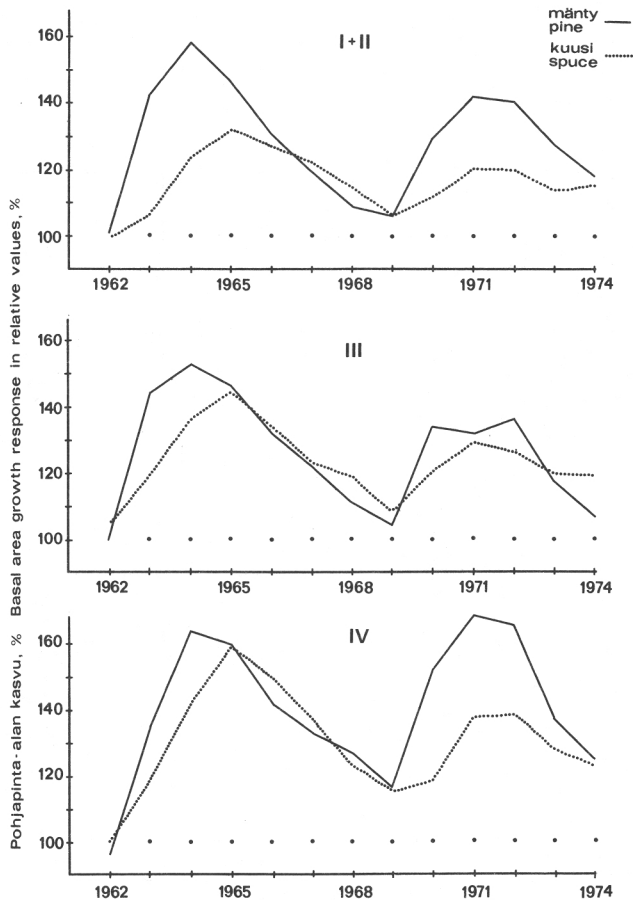 mänty
pine
kuusi
spuce
I+II
160
140
120
100
1962 1965 1968 1971 1974
III
160
140
120
100
1962 1965 1968 1971 1974
IV
160
140
120
100
1962 1965 1968 1971 1974
Pohjapinta-alan kasvu, % Basal area growth response in relative values, %